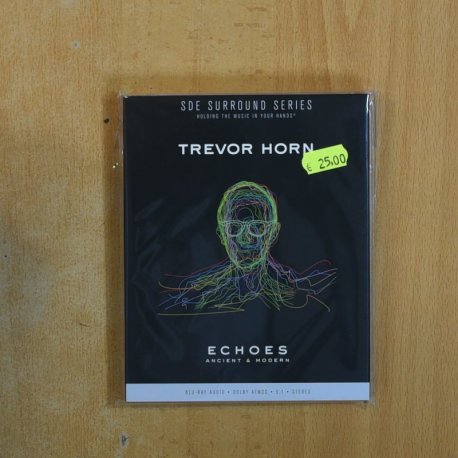 SDE SURROUND SERIES
HOLDING THE MUSIC IN YOUR HANDS®
TREVOR HORN
€ 25,00
ECHOES
ANCIENT & MODERN
BLU-RAY AUDIO • DOLBY ATMOS • 5.1 • STEREO